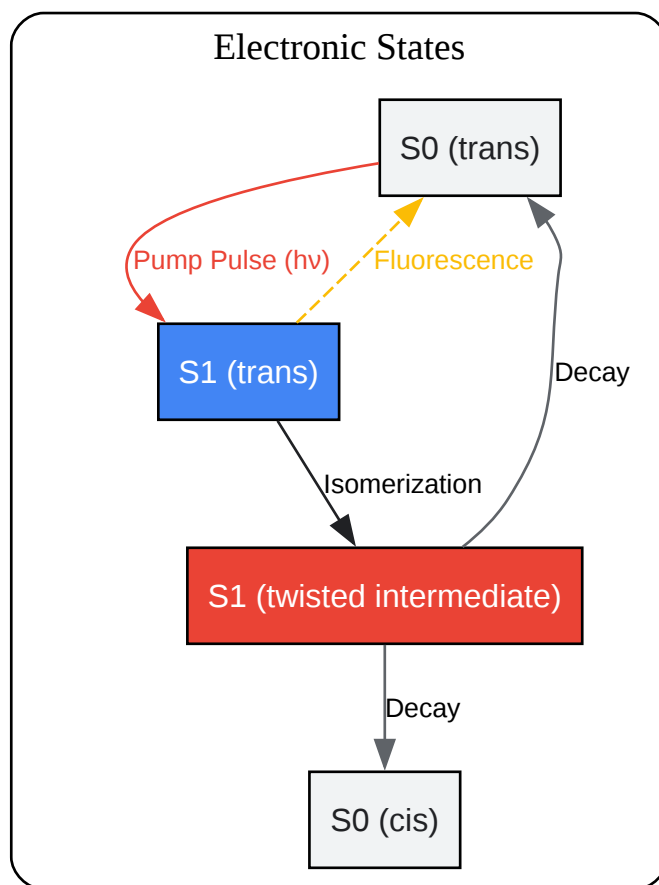 Electronic States
S0 (trans)
Pump Pulse (hν)
Fluorescence
S1 (trans)
Decay
Isomerization
S1 (twisted intermediate)
Decay
S0 (cis)